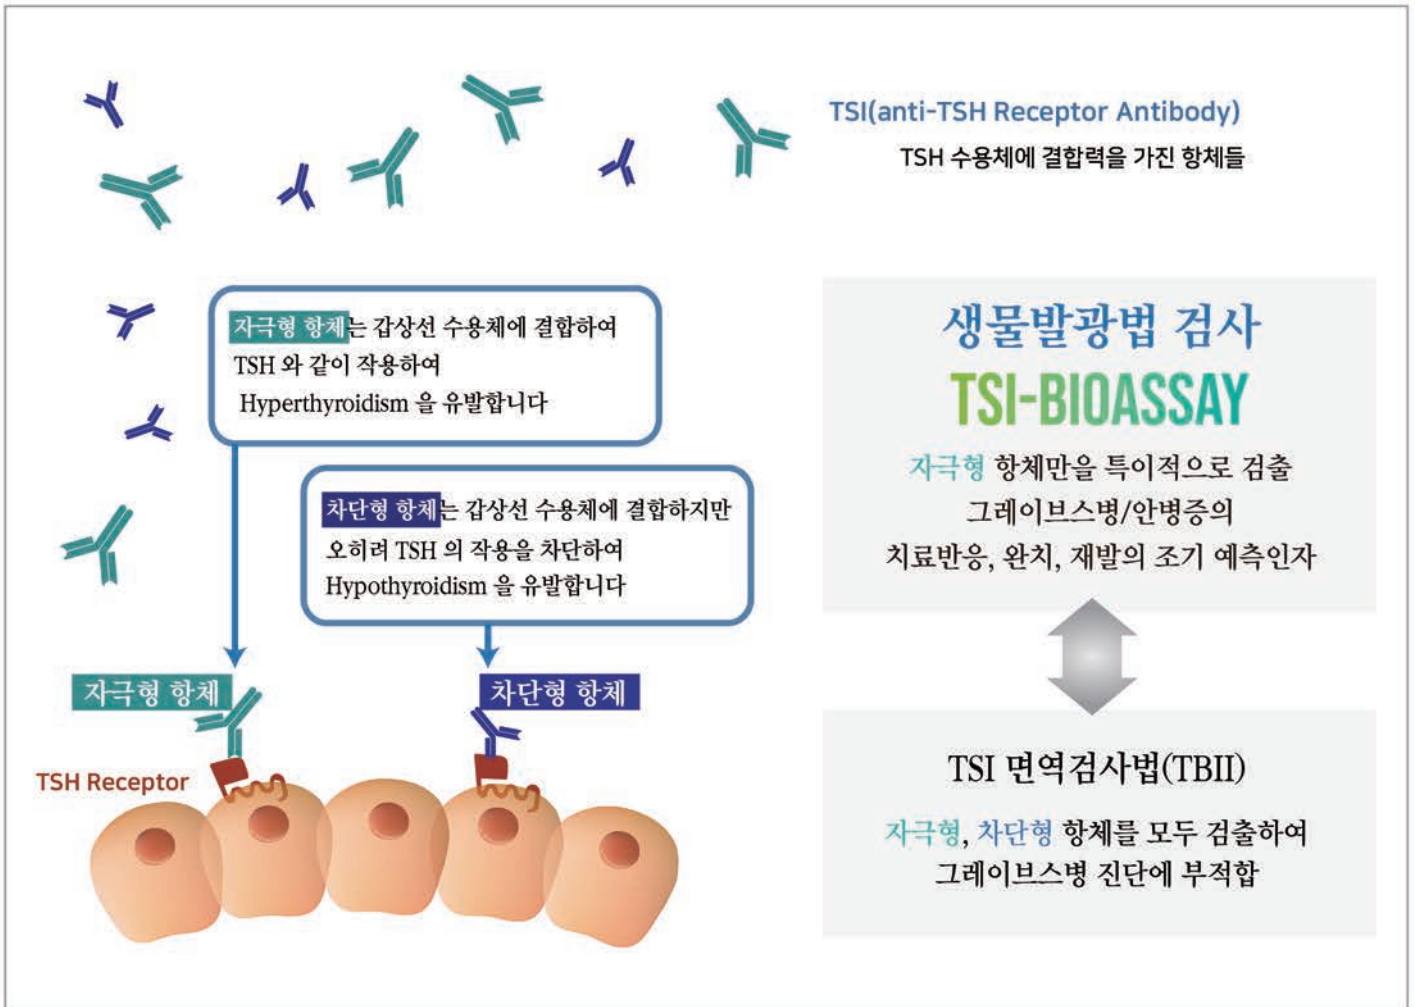 TSI(anti-TSH Receptor Antibody)
TSH 수용체에 결합력을 가진 항체들
자극형 항체는 갑상선 수용체에 결합하여
TSH 와 같이 작용하여
Hyperthyroidism 을 유발합니다
차단형 항체는 갑상선 수용체에 결합하지만
오히려 TSH 의 작용을 차단하여
Hypothyroidism 을 유발합니다
자극형 항체
차단형 항체
TSH Receptor
생물발광법 검사
TSI-BIOASSAY
자극형 항체만을 특이적으로 검출
그레이브스병/안병증의
치료반응, 완치, 재발의 조기 예측인자
TSI 면역검사법(TBII)
자극형, 차단형 항체를 모두 검출하여
그레이브스병 진단에 부적합